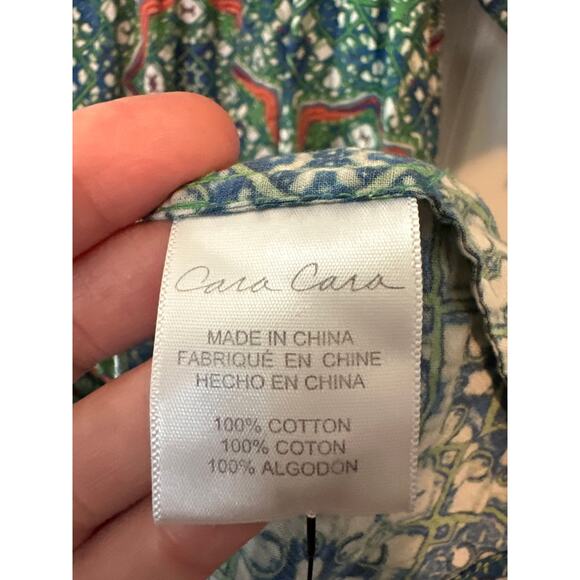 Cara Cara
MADE IN CHINA
FABRIQUÉ EN CHINE
HECHO EN CHINA
100% COTTON
100% COTON
100% ALGODON